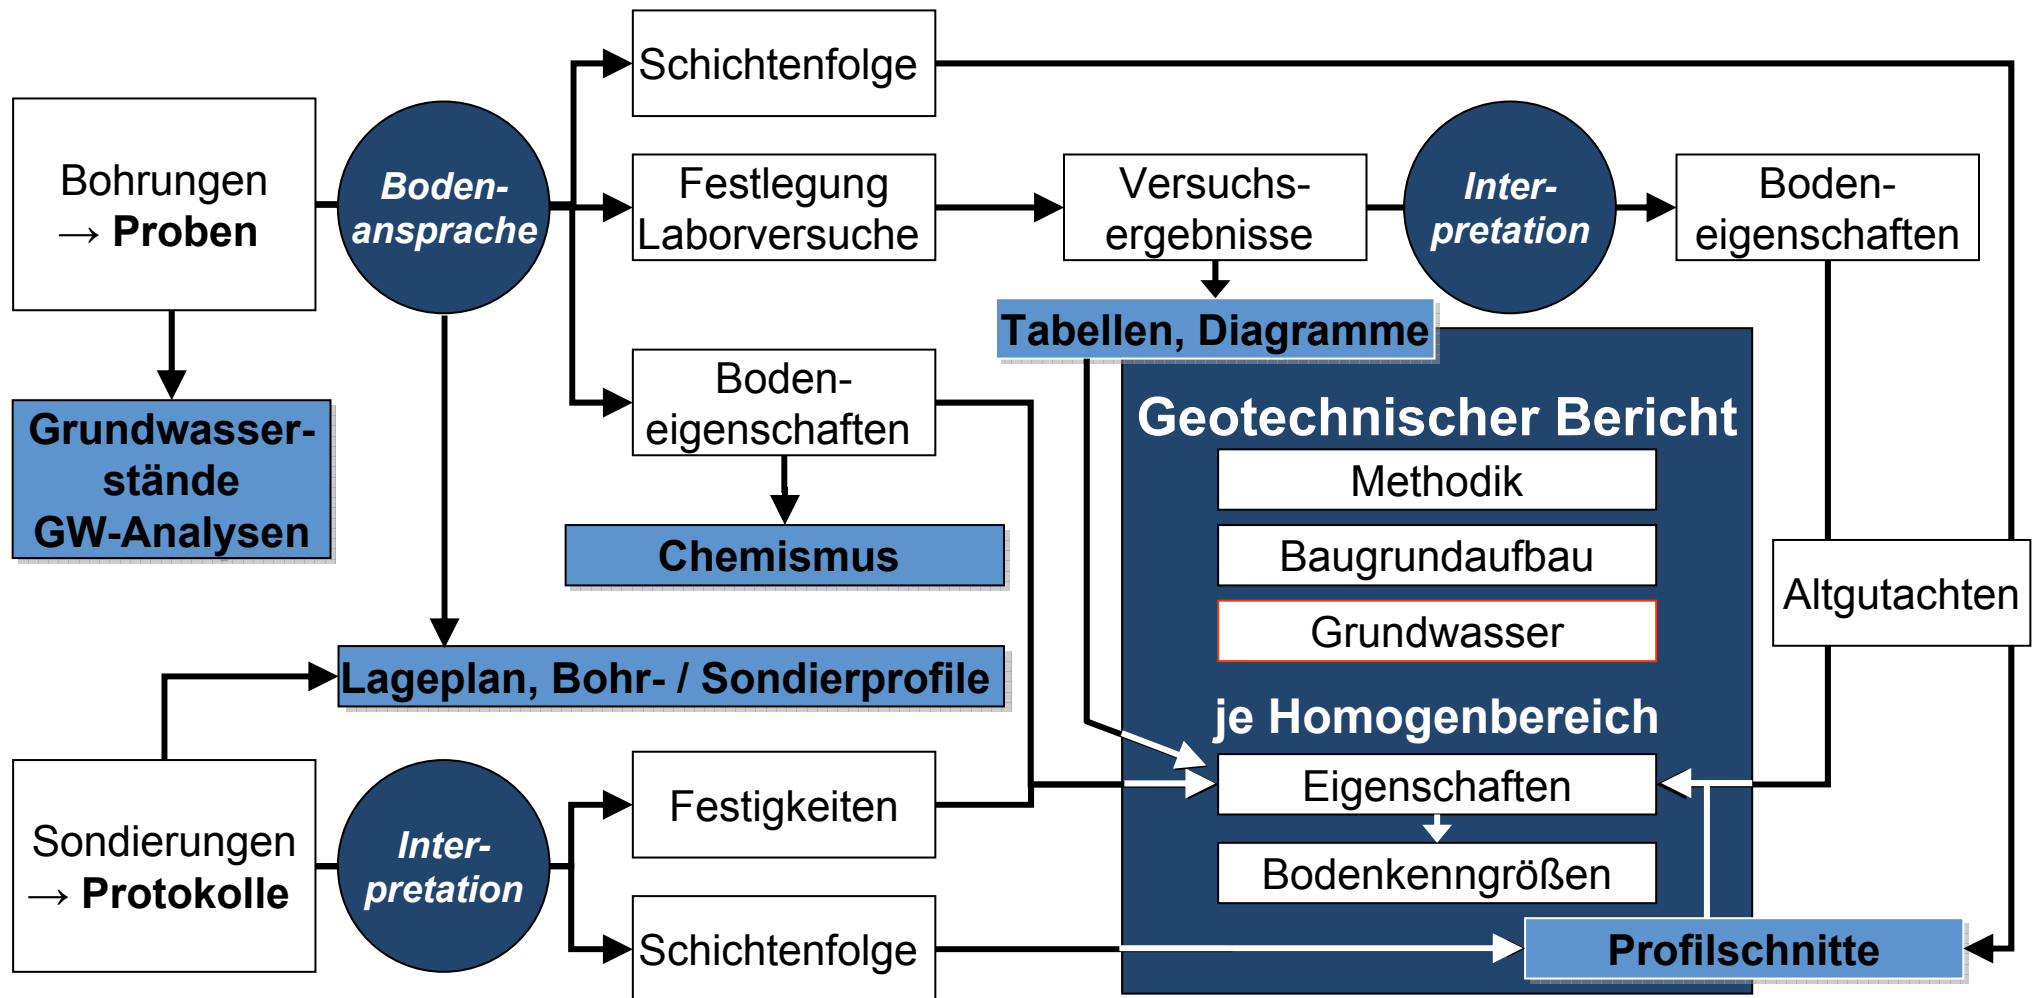 Schichtenfolge
Bohrungen
→ Proben
Boden-
ansprache
Festlegung
Laborversuche
Versuchs-
ergebnisse
Inter-
pretation
Boden-
eigenschaften
Tabellen, Diagramme
Boden-
eigenschaften
Grundwasser-
stände
GW-Analysen
Chemismus
Geotechnischer Bericht
Methodik
Baugrundaufbau
Grundwasser
Altgutachten
Lageplan, Bohr- / Sondierprofile
je Homogenbereich
Eigenschaften
Bodenkenngrößen
Sondierungen
→ Protokolle
Inter-
pretation
Festigkeiten
Schichtenfolge
Profilschnitte